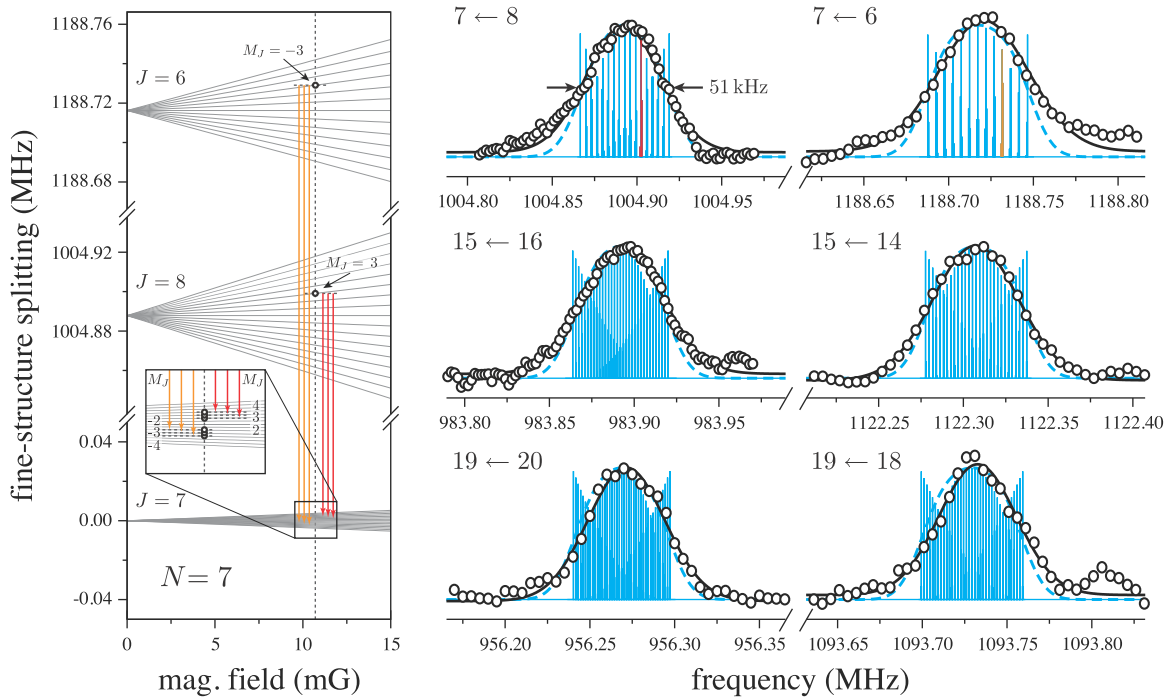 fine-structure splitting (MHz)
1188.76
1188.72
1188.68
1004.92
1004.88
0.04
0.00
-0.04
J = 6
M_J = −3
J = 8
M_J = 3
M_J M_J
4
-2 3
-3 2
-4
J = 7
N = 7
0 5 10 15
mag. field (mG)
7 ← 8
51 kHz
1004.80 1004.85 1004.90 1004.95
7 ← 6
1188.70 1188.75 1188.80
15 ← 16
983.80 983.85 983.90 983.95
15 ← 14
1122.25 1122.30 1122.35 1122.40
19 ← 20
956.20 956.25 956.30 956.35
19 ← 18
1093.65 1093.70 1093.75 1093.80
frequency (MHz)